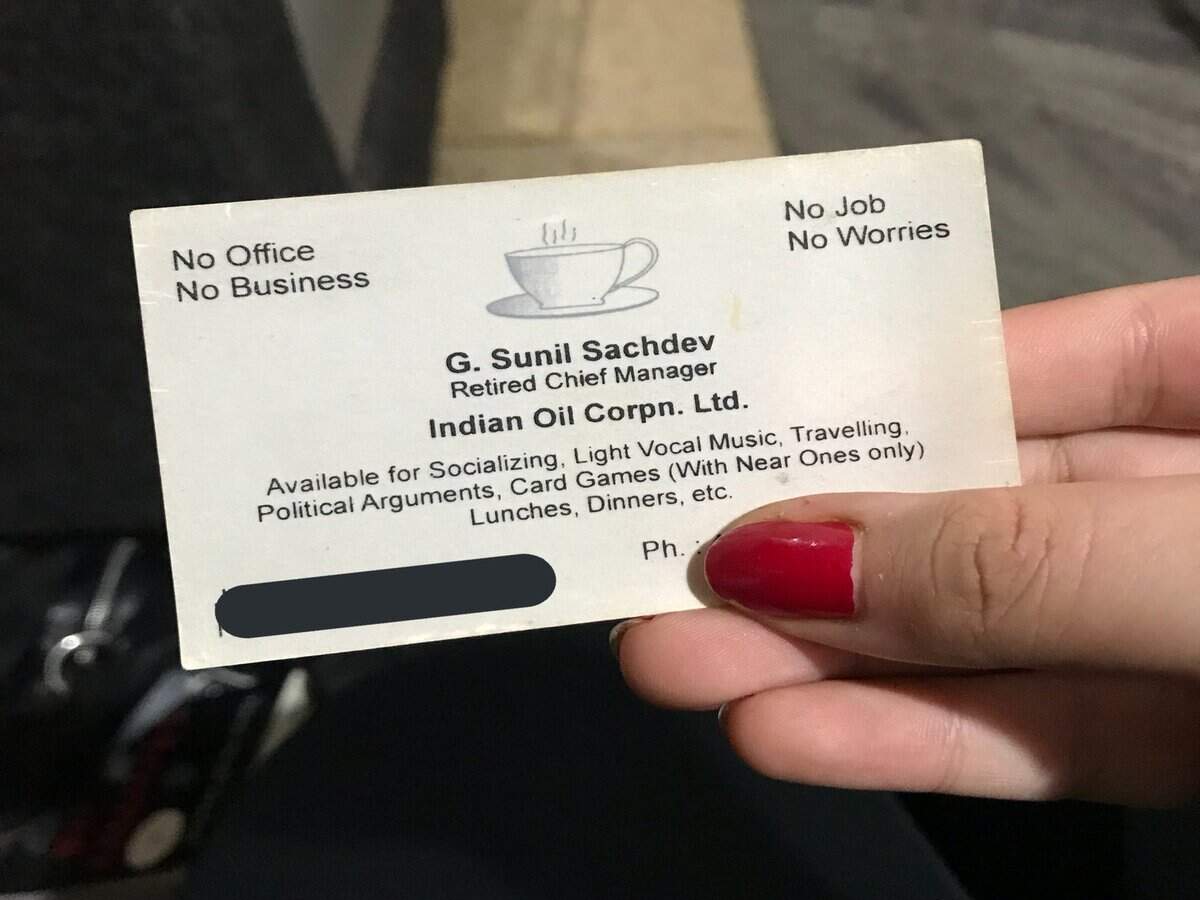 No Office
No Business
No Job
No Worries
G. Sunil Sachdev
Retired Chief Manager
Indian Oil Corpn. Ltd.
Available for Socializing, Light Vocal Music, Travelling,
Political Arguments, Card Games (With Near Ones only)
Lunches, Dinners, etc.
Ph. :